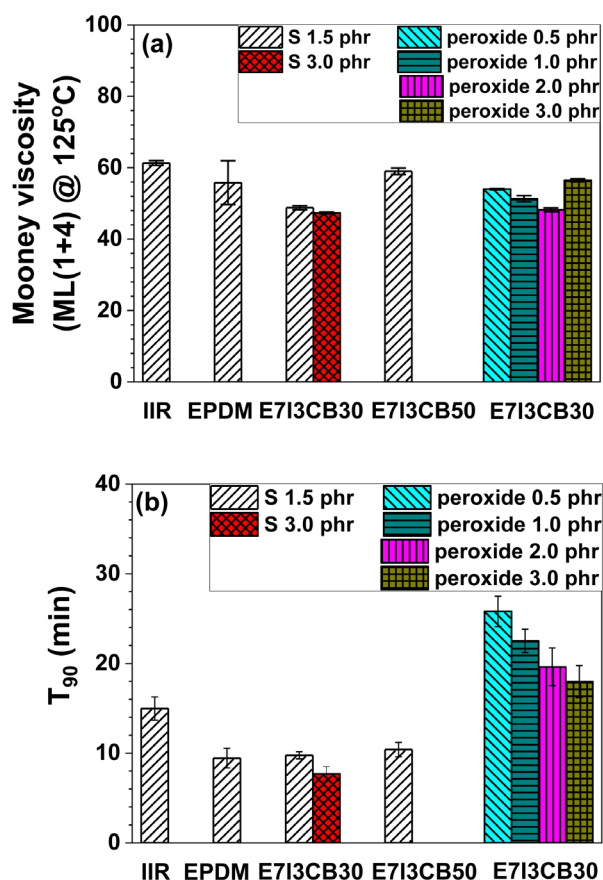 (a)
S 1.5 phr
S 3.0 phr
peroxide 0.5 phr
peroxide 1.0 phr
peroxide 2.0 phr
peroxide 3.0 phr
Mooney viscosity
(ML(1+4) @ 125°C)
100
80
60
40
20
0
IIR EPDM E7I3CB30 E7I3CB50 E7I3CB30
(b)
S 1.5 phr
S 3.0 phr
peroxide 0.5 phr
peroxide 1.0 phr
peroxide 2.0 phr
peroxide 3.0 phr
T₉₀ (min)
40
30
20
10
0
IIR EPDM E7I3CB30 E7I3CB50 E7I3CB30